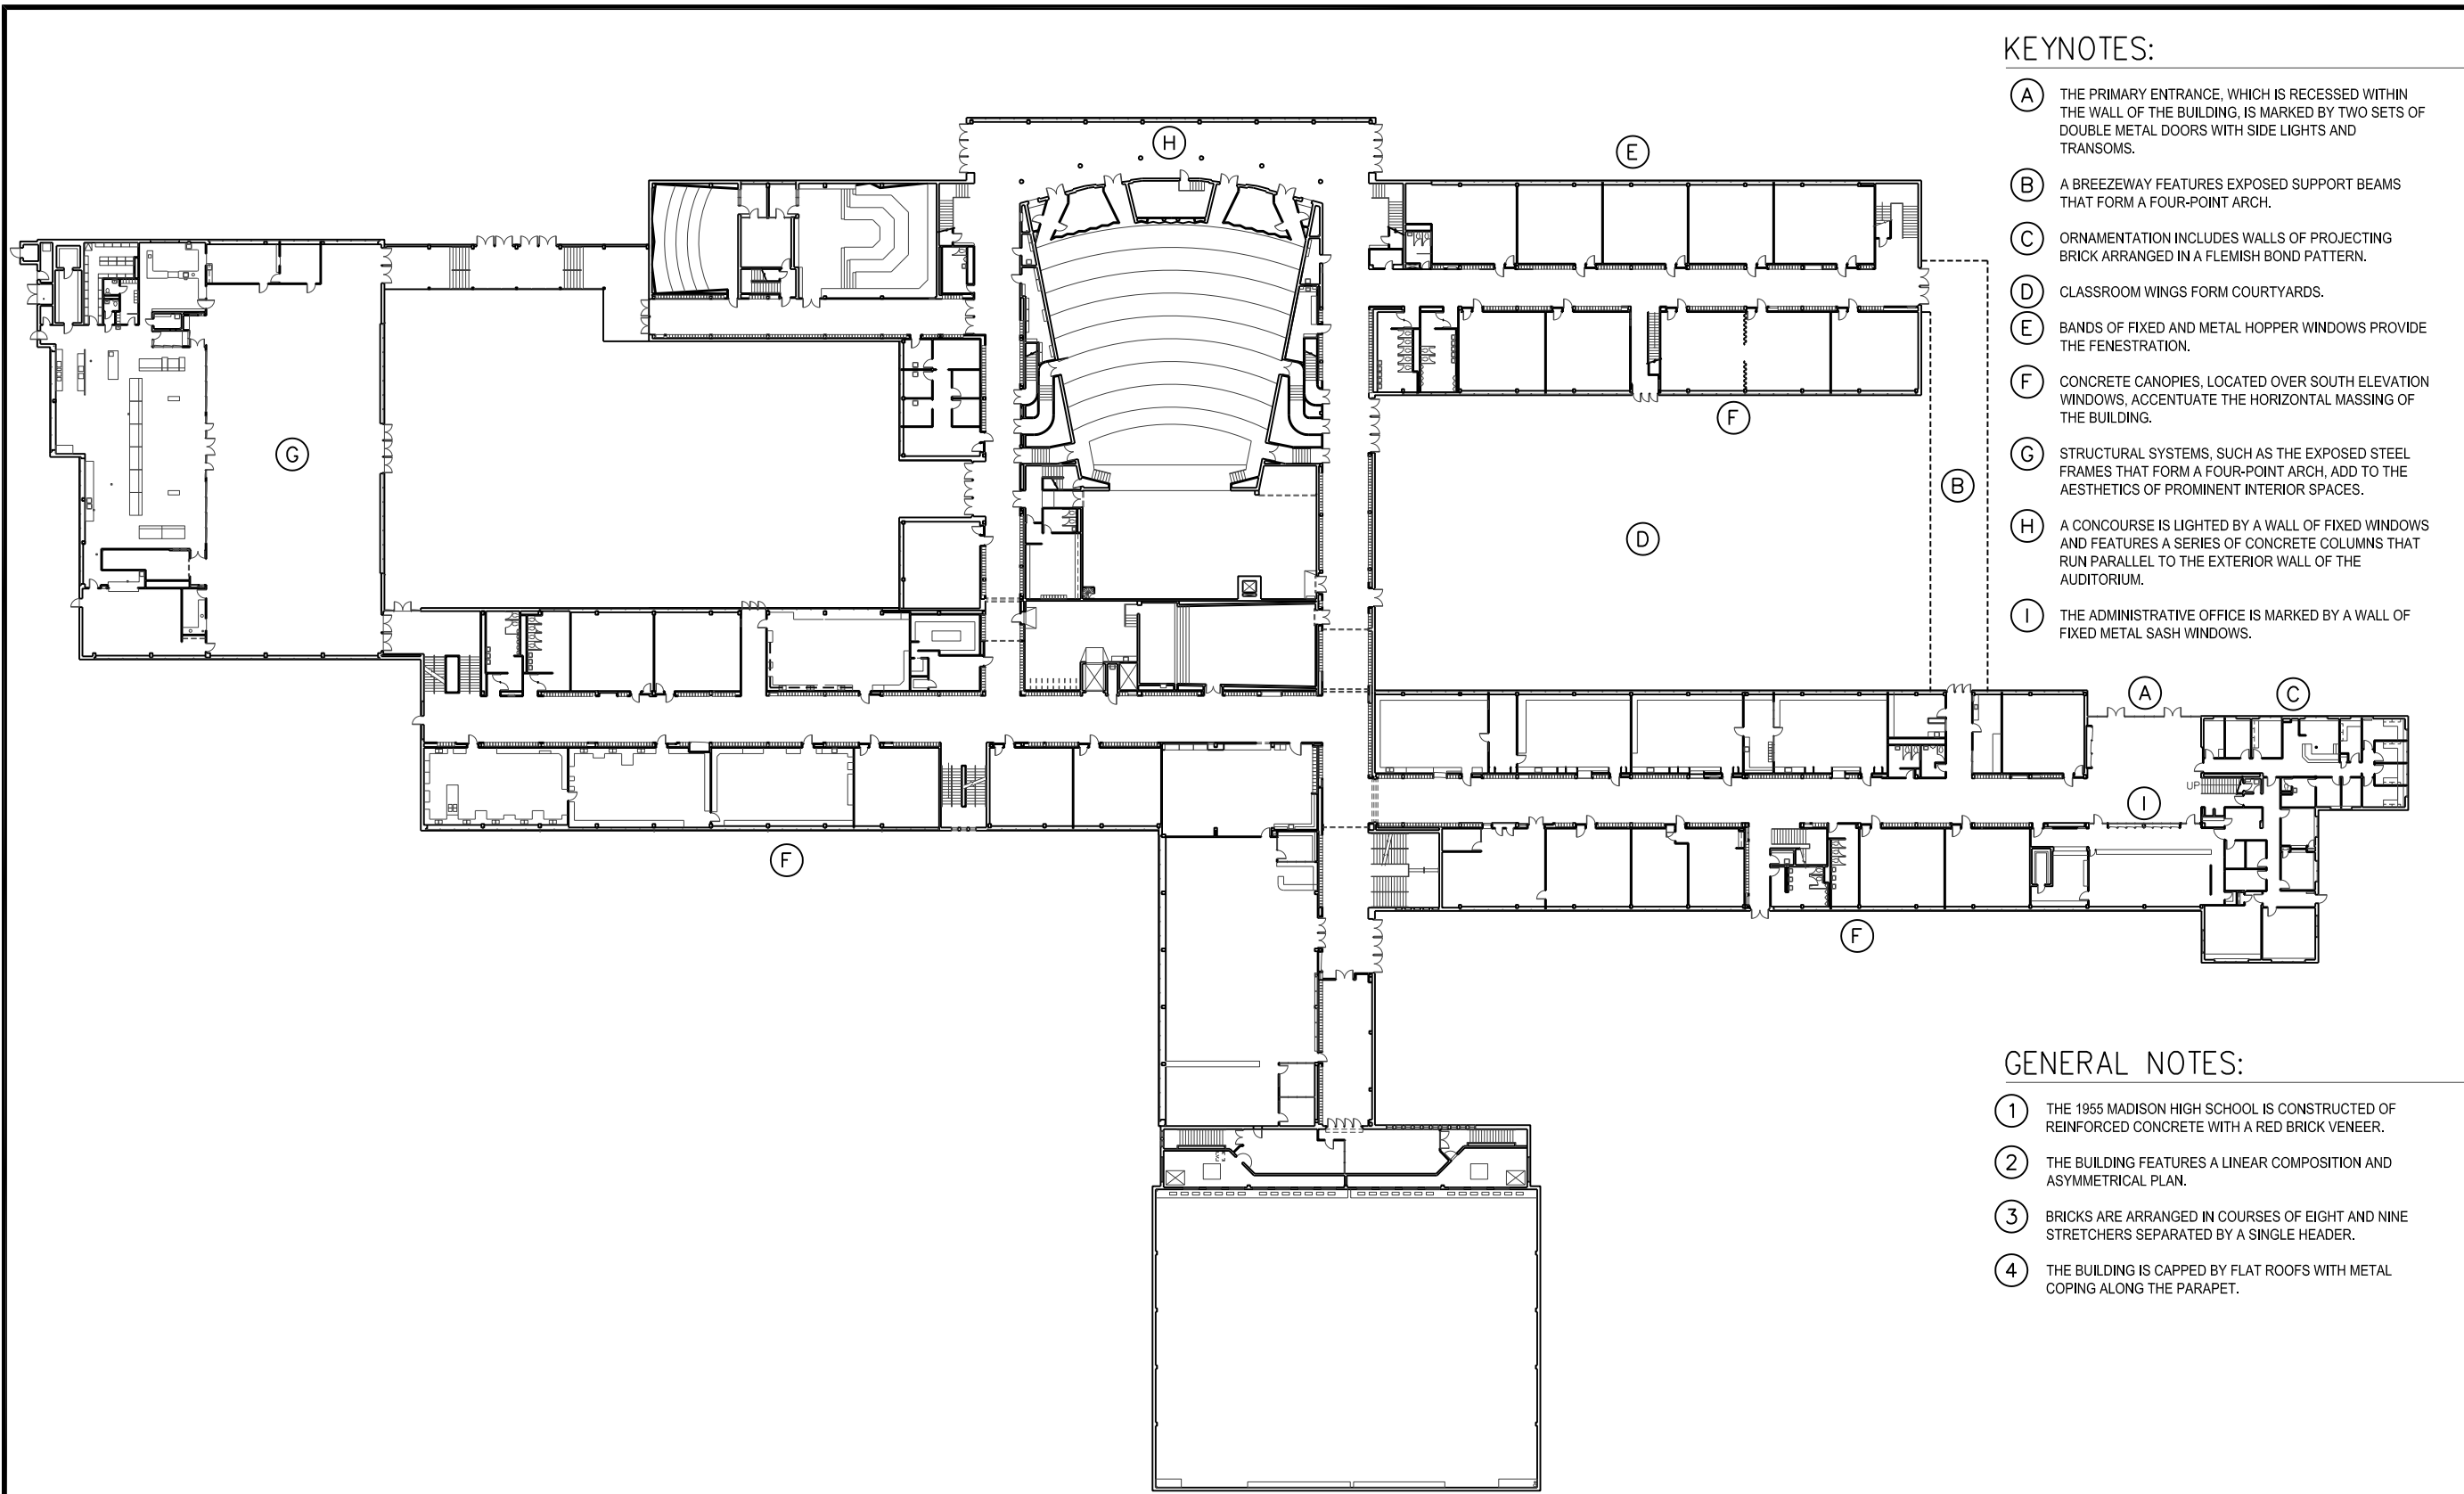 KEYNOTES:
A THE PRIMARY ENTRANCE, WHICH IS RECESSED WITHIN
THE WALL OF THE BUILDING, IS MARKED BY TWO SETS OF
DOUBLE METAL DOORS WITH SIDE LIGHTS AND
TRANSOMS.
B A BREEZEWAY FEATURES EXPOSED SUPPORT BEAMS
THAT FORM A FOUR-POINT ARCH.
C ORNAMENTATION INCLUDES WALLS OF PROJECTING
BRICK ARRANGED IN A FLEMISH BOND PATTERN.
D CLASSROOM WINGS FORM COURTYARDS.
E BANDS OF FIXED AND METAL HOPPER WINDOWS PROVIDE
THE FENESTRATION.
F CONCRETE CANOPIES, LOCATED OVER SOUTH ELEVATION
WINDOWS, ACCENTUATE THE HORIZONTAL MASSING OF
THE BUILDING.
G STRUCTURAL SYSTEMS, SUCH AS THE EXPOSED STEEL
FRAMES THAT FORM A FOUR-POINT ARCH, ADD TO THE
AESTHETICS OF PROMINENT INTERIOR SPACES.
H A CONCOURSE IS LIGHTED BY A WALL OF FIXED WINDOWS
AND FEATURES A SERIES OF CONCRETE COLUMNS THAT
RUN PARALLEL TO THE EXTERIOR WALL OF THE
AUDITORIUM.
I THE ADMINISTRATIVE OFFICE IS MARKED BY A WALL OF
FIXED METAL SASH WINDOWS.
H
E
F
G
B
D
A
C
UP
I
F
F
GENERAL NOTES:
1 THE 1955 MADISON HIGH SCHOOL IS CONSTRUCTED OF
REINFORCED CONCRETE WITH A RED BRICK VENEER.
2 THE BUILDING FEATURES A LINEAR COMPOSITION AND
ASYMMETRICAL PLAN.
3 BRICKS ARE ARRANGED IN COURSES OF EIGHT AND NINE
STRETCHERS SEPARATED BY A SINGLE HEADER.
4 THE BUILDING IS CAPPED BY FLAT ROOFS WITH METAL
COPING ALONG THE PARAPET.